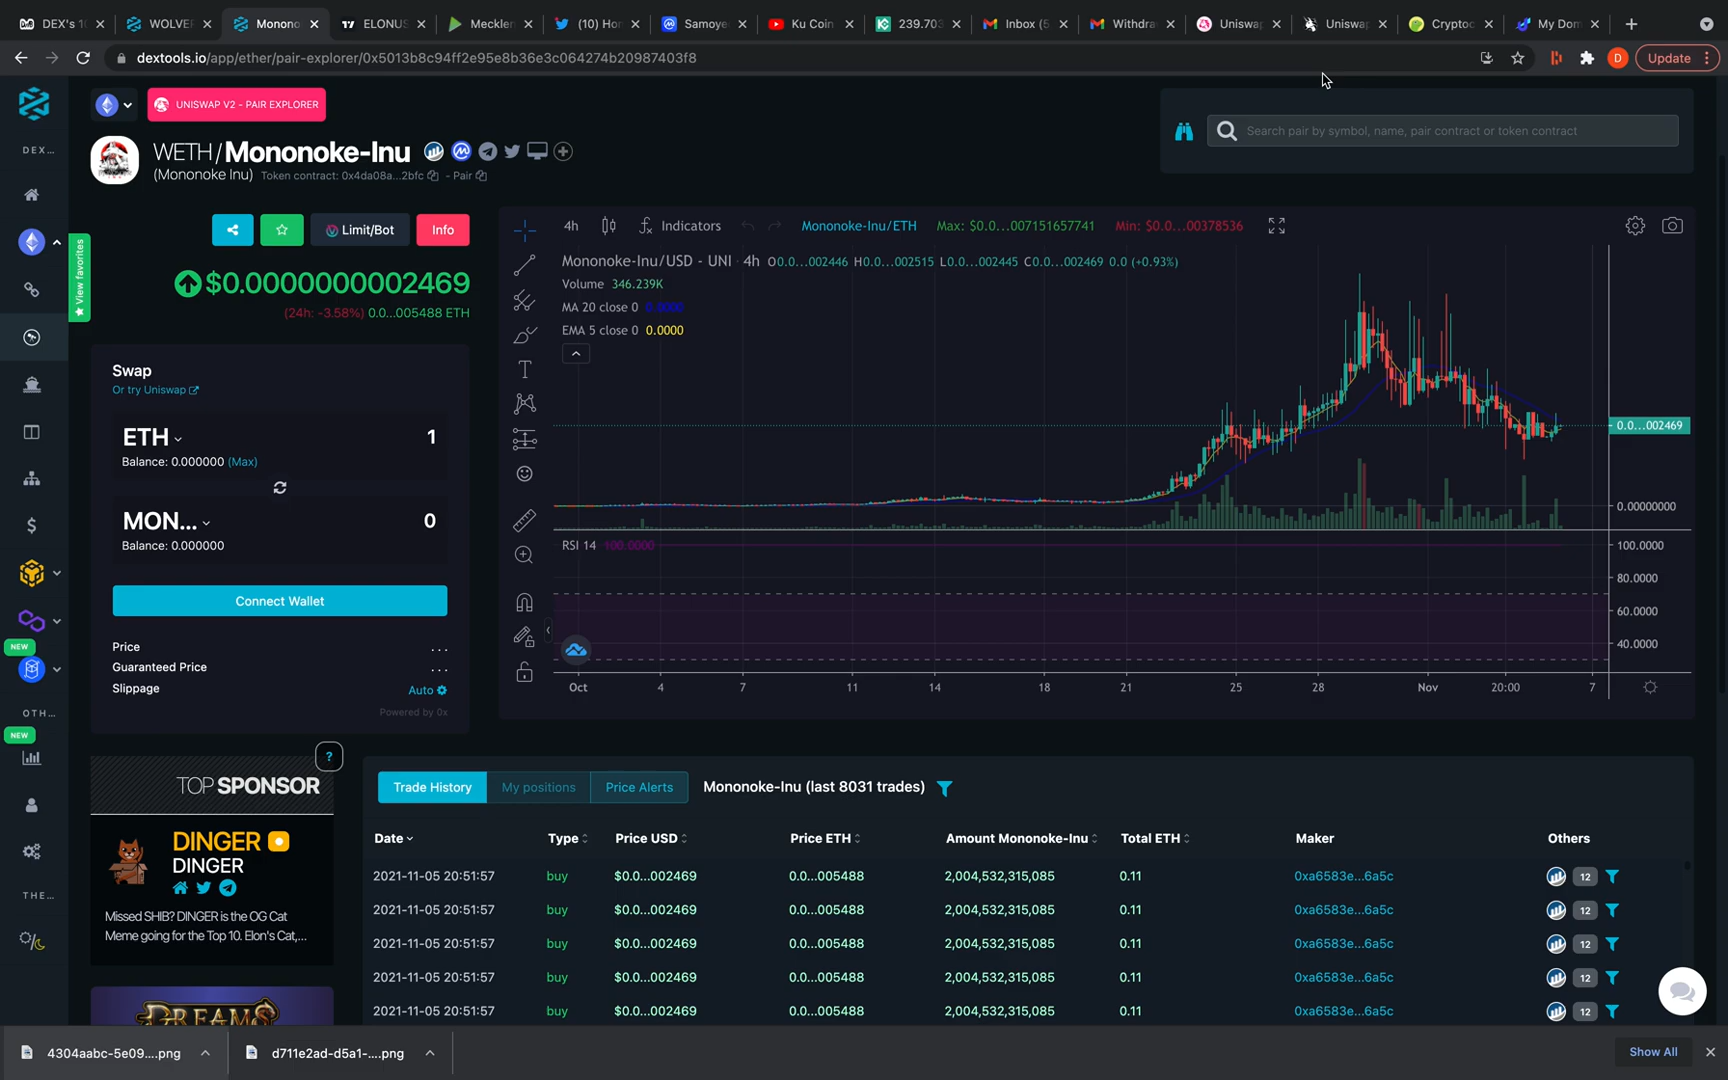 DEX's 1(
WOLVER
Monono
ELONUS
Mecklen
(10) Hom
Samoye
Ku Coin
239.703
Inbox (5
Withdra
Uniswap
Uniswap
Cryptoc
My Dom
dextools.io/app/ether/pair-explorer/0x5013b8c94ff2e95e8b36e3c064274b20987403f8
D
Update
UNISWAP V2 - PAIR EXPLORER
Search pair by symbol, name, pair contract or token contract
DEX...
WETH/Mononoke-Inu
(Mononoke Inu) Token contract: 0x4da08a...2bfc - Pair
Limit/Bot
Info
View favorites
$0.0000000002469
(24h: -3.58%) 0.0...005488 ETH
4h
Indicators
Mononoke-Inu/ETH
Max: $0.0...007151657741
Min: $0.0...00378536
Mononoke-Inu/USD - UNI 4h O0.0...002446 H0.0...002515 L0.0...002445 C0.0...002469 0.0 (+0.93%)
Volume 346.239K
MA 20 close 0 0.0000
EMA 5 close 0 0.0000
0.0...002469
0.00000000
RSI 14 100.0000
100.0000
80.0000
60.0000
40.0000
Oct 4 7 11 14 18 21 25 28 Nov 20:00 7
Swap
Or try Uniswap
ETH 1
Balance: 0.000000 (Max)
MON... 0
Balance: 0.000000
Connect Wallet
Price ...
Guaranteed Price ...
Slippage Auto
Powered by 0x
NEW
OTH...
NEW
THE...
?
TOP SPONSOR
DINGER
DINGER
Missed SHIB? DINGER is the OG Cat
Meme going for the Top 10. Elon's Cat,...
DREAMS
Trade History
My positions
Price Alerts
Mononoke-Inu (last 8031 trades)
Date Type Price USD Price ETH Amount Mononoke-Inu Total ETH Maker Others
2021-11-05 20:51:57 buy $0.0...002469 0.0...005488 2,004,532,315,085 0.11 0xa6583e...6a5c 12
2021-11-05 20:51:57 buy $0.0...002469 0.0...005488 2,004,532,315,085 0.11 0xa6583e...6a5c 12
2021-11-05 20:51:57 buy $0.0...002469 0.0...005488 2,004,532,315,085 0.11 0xa6583e...6a5c 12
2021-11-05 20:51:57 buy $0.0...002469 0.0...005488 2,004,532,315,085 0.11 0xa6583e...6a5c 12
2021-11-05 20:51:57 buy $0.0...002469 0.0...005488 2,004,532,315,085 0.11 0xa6583e...6a5c 12
4304aabc-5e09....png
d711e2ad-d5a1-....png
Show All